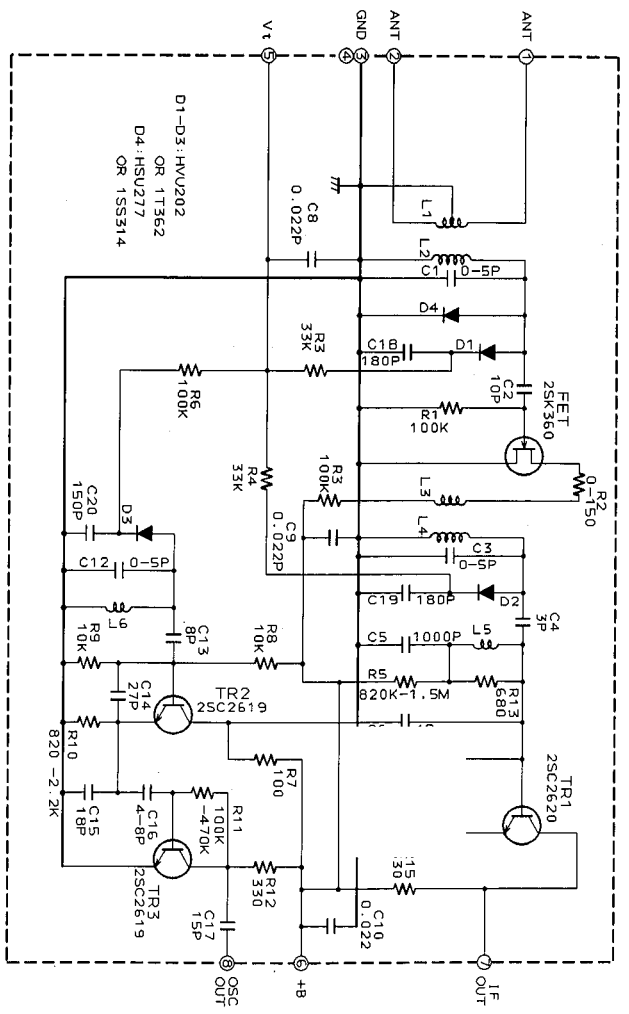 ANT
1
ANT
2
GND
3
4
Vt
5
D1-D3:HVU202
OR 1T362
D4:HSU277
OR 1SS314
L1
L2
C1
0-5P
C8
0.022P
D4
D1
C18
180P
R3
33K
C2
10P
FET
2SK360
R1
100K
R2
0-150
R6
100K
R4
33K
R3
100K
L3
L4
C9
0.022P
C3
0-5P
D2
C19
180P
C4
3P
C5
1000P
L5
R5
820K-1.5M
R13
680
C20
150P
D3
C12
0-5P
L6
C13
8P
R9
10K
R8
10K
C14
27P
TR2
2SC2619
R10
820 -2.2K
R7
100
C15
18P
C16
4-8P
R11
100K
-470K
TR3
2SC2619
R12
330
C17
15P
TR1
2SC2620
15
30
C10
0.022
IF
OUT
7
+B
6
OSC
OUT
8